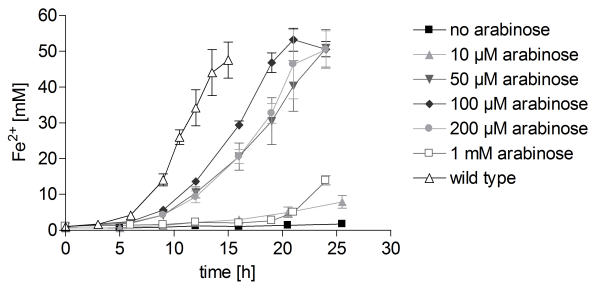 60
50
40
30
20
10
0
Fe2+ [mM]
0 5 10 15 20 25 30
time [h]
no arabinose
10 µM arabinose
50 µM arabinose
100 µM arabinose
200 µM arabinose
1 mM arabinose
wild type